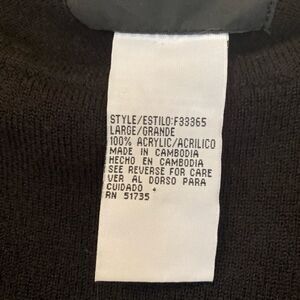 STYLE/ESTILO:F33365
LARGE/GRANDE
100% ACRYLIC/ACRILICO
MADE IN CAMBODIA
HECHO EN CAMBODIA
SEE REVERSE FOR CARE
VER AL DORSO PARA
CUIDADO
RN 51735